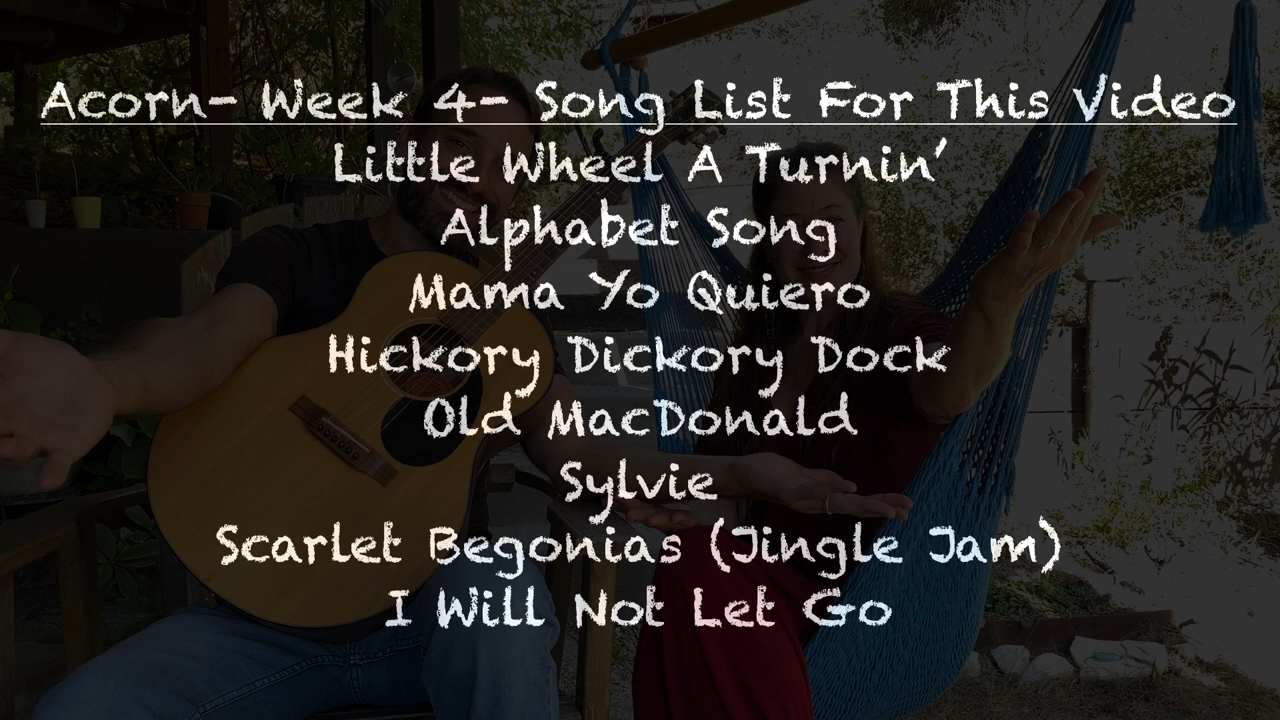 Acorn- Week 4- Song List For This Video
Little Wheel A Turnin’
Alphabet Song
Mama Yo Quiero
Hickory Dickory Dock
Old MacDonald
Sylvie
Scarlet Begonias (Jingle Jam)
I Will Not Let Go